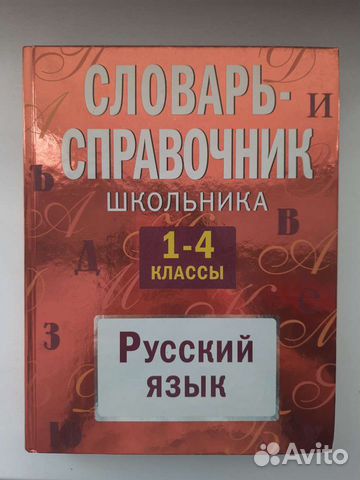 СЛОВАРЬ-
СПРАВОЧНИК
ШКОЛЬНИКА
1-4
КЛАССЫ
РУССКИЙ
ЯЗЫК
Avito